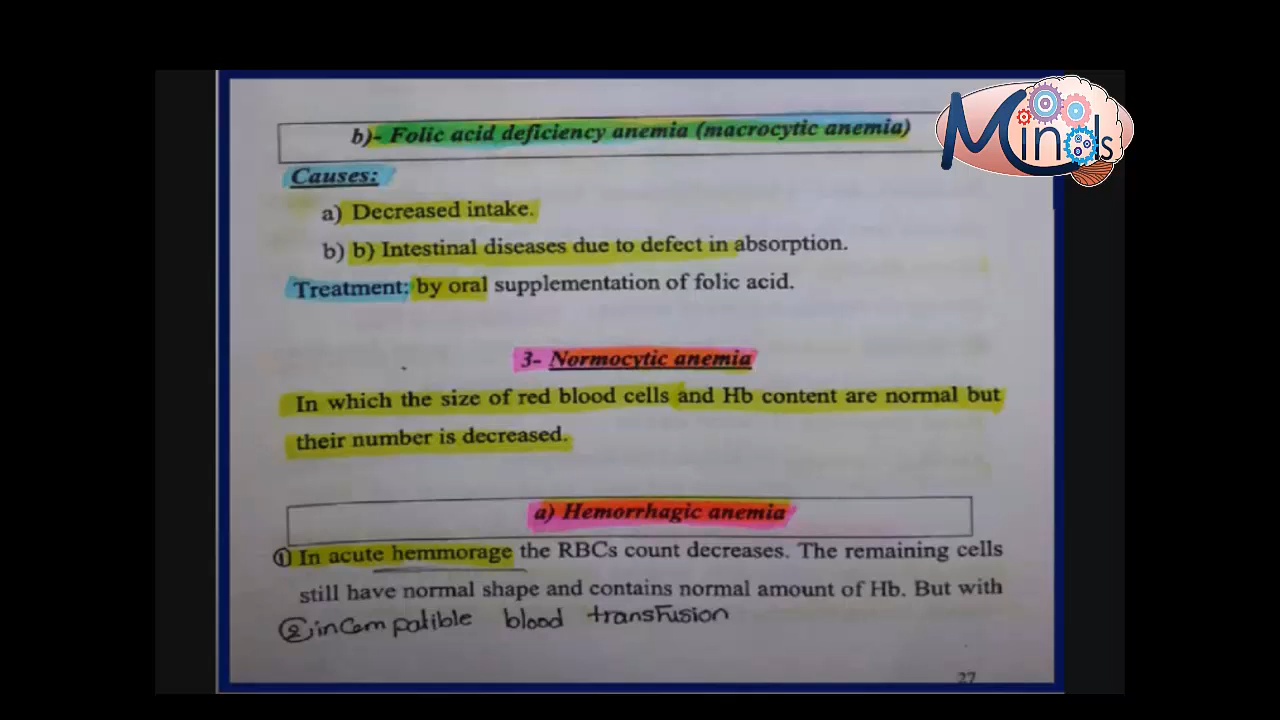 Minds
b)- Folic acid deficiency anemia (macrocytic anemia)
Causes:
a) Decreased intake.
b) b) Intestinal diseases due to defect in absorption.
Treatment: by oral supplementation of folic acid.
3- Normocytic anemia
In which the size of red blood cells and Hb content are normal but
their number is decreased.
a) Hemorrhagic anemia
① In acute hemmorage the RBCs count decreases. The remaining cells
still have normal shape and contains normal amount of Hb. But with
② incompatible blood transfusion
27